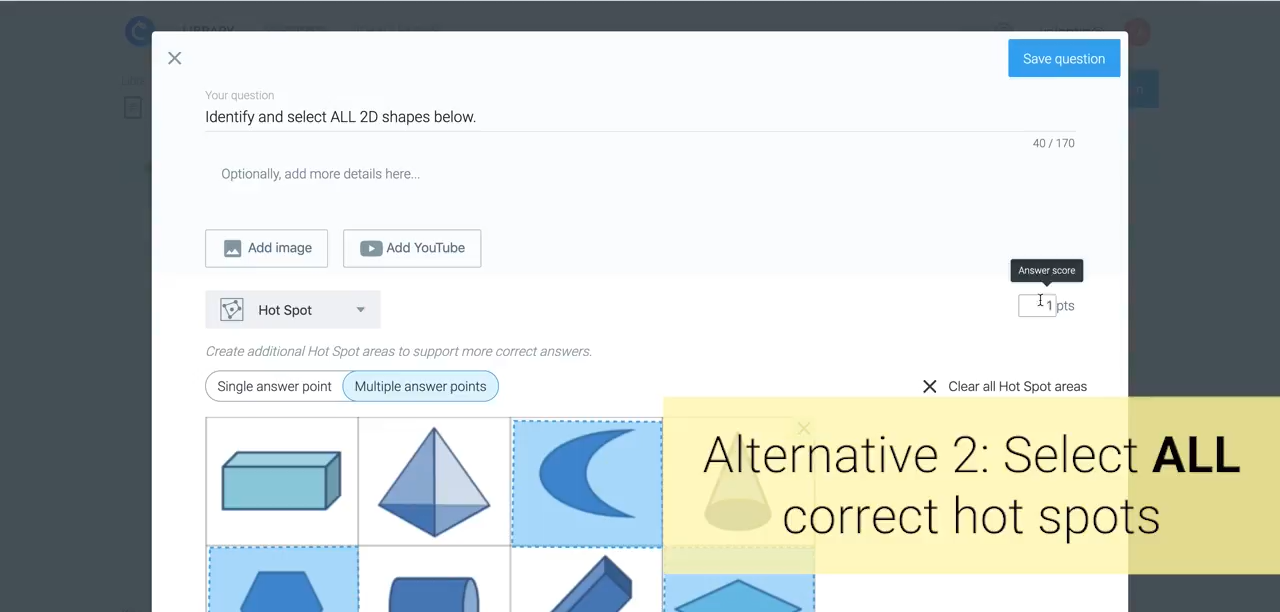 LIBRARY
Save question
Your question
Identify and select ALL 2D shapes below.
40 / 170
Optionally, add more details here...
Add image
Add YouTube
Answer score
Hot Spot
1 pts
Create additional Hot Spot areas to support more correct answers.
Single answer point
Multiple answer points
Clear all Hot Spot areas
Alternative 2: Select ALL
correct hot spots